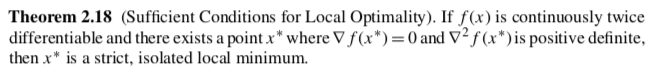 Theorem 2.18 (Sufficient Conditions for Local Optimality). If f(x) is continuously twice
differentiable and there exists a point x* where ∇ f(x*) = 0 and ∇² f(x*) is positive definite,
then x* is a strict, isolated local minimum.